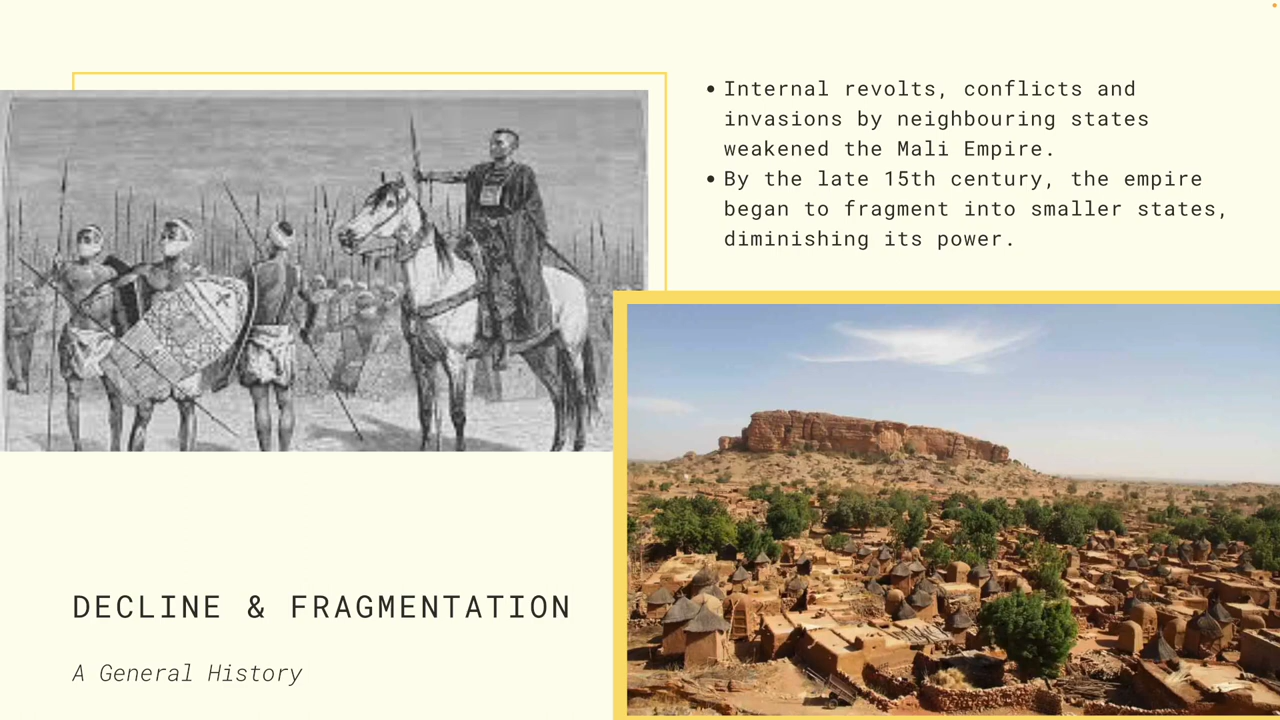 Internal revolts, conflicts and
invasions by neighbouring states
weakened the Mali Empire.
By the late 15th century, the empire
began to fragment into smaller states,
diminishing its power.
DECLINE & FRAGMENTATION
A General History